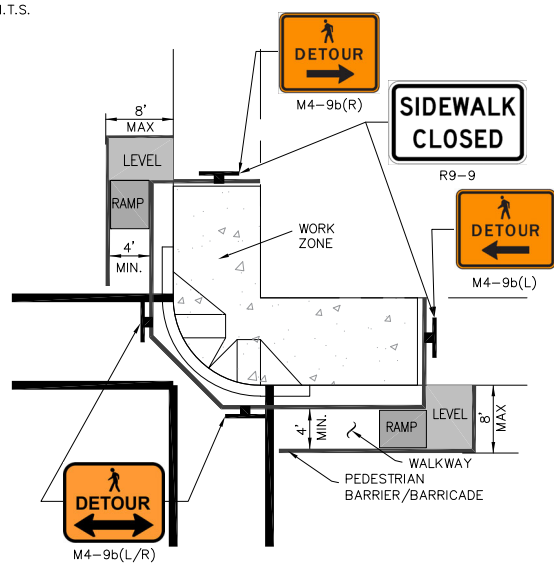 N.T.S.
DETOUR
M4-9b(R)
8'
MAX
LEVEL
RAMP
4'
MIN.
SIDEWALK
CLOSED
R9-9
WORK
ZONE
DETOUR
M4-9b(L)
4'
MIN.
RAMP
LEVEL
8'
MAX
WALKWAY
PEDESTRIAN
BARRIER/BARRICADE
DETOUR
M4-9b(L/R)